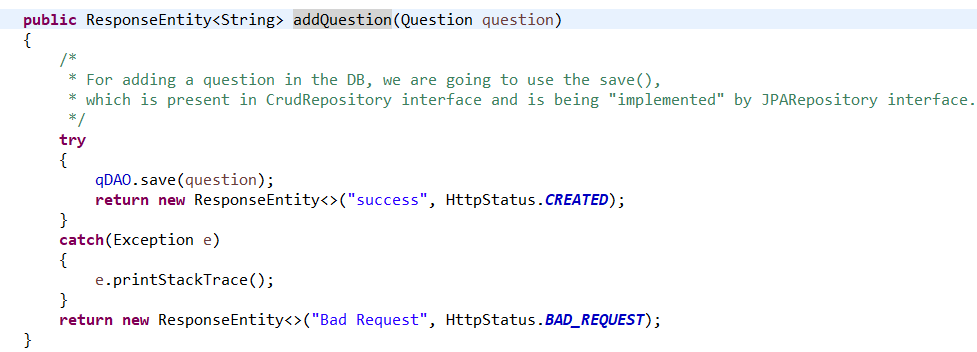 public ResponseEntity<String> addQuestion(Question question)
{
/*
* For adding a question in the DB, we are going to use the save(),
* which is present in CrudRepository interface and is being "implemented" by JPARepository interface.
*/
try
{
qDAO.save(question);
return new ResponseEntity<>("success", HttpStatus.CREATED);
}
catch(Exception e)
{
e.printStackTrace();
}
return new ResponseEntity<>("Bad Request", HttpStatus.BAD_REQUEST);
}